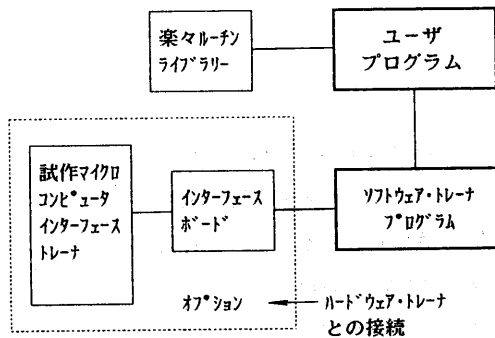 楽々ルーチン
ライブラリー
ユーザ
プログラム
試作マイクロ
コンピュータ
インターフェース
トレーナ
インターフェース
ボード
ソフトウェア・トレーナ
プログラム
オプション
ハードウェア・トレーナ
との接続